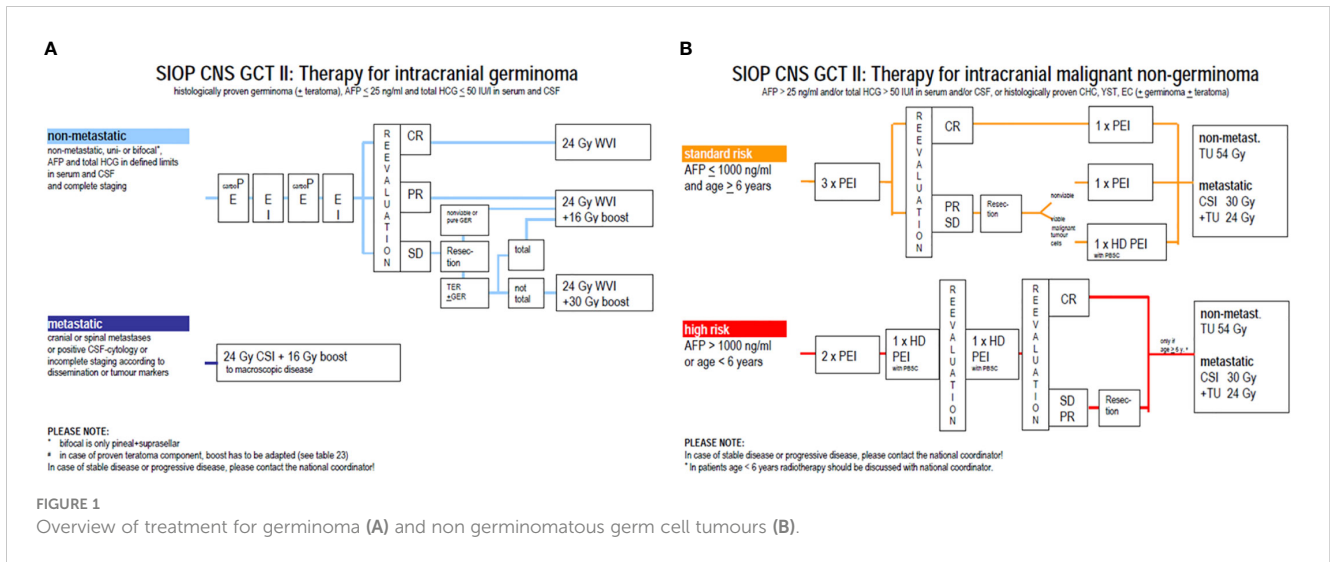 A
SIOP CNS GCT II: Therapy for intracranial germinoma
histologically proven germinoma (± teratoma), AFP ≤ 25 ng/ml and total HCG ≤ 50 IU/l in serum and CSF
non-metastatic
non-metastatic, uni- or bifocal*,
AFP and total HCG in defined limits
in serum and CSF
and complete staging
carboP
E
E
I
carboP
E
E
I
REEVALUATION
CR
24 Gy WVI
PR
24 Gy WVI
+16 Gy boost
SD
nonviable or
pure GER
Resec-
tion
TER
±GER
total
not
total
24 Gy WVI
+30 Gy boost
metastatic
cranial or spinal metastases
or positive CSF-cytology or
incomplete staging according to
dissemination or tumour markers
24 Gy CSI + 16 Gy boost
to macroscopic disease
PLEASE NOTE:
* bifocal is only pineal+suprasellar
# in case of proven teratoma component, boost has to be adapted (see table 23)
In case of stable disease or progressive disease, please contact the national coordinator!
B
SIOP CNS GCT II: Therapy for intracranial malignant non-germinoma
AFP > 25 ng/ml and/or total HCG > 50 IU/l in serum and/or CSF, or histologically proven CHC, YST, EC (± germinoma ± teratoma)
standard risk
AFP ≤ 1000 ng/ml
and age ≥ 6 years
3 x PEI
REEVALUATION
CR
1 x PEI
PR
SD
Resec-
tion
nonviable
1 x PEI
viable
malignant
tumour
cells
1 x HD PEI
with PBSC
non-metast.
TU 54 Gy
metastatic
CSI 30 Gy
+TU 24 Gy
high risk
AFP > 1000 ng/ml
or age < 6 years
2 x PEI
1 x HD
PEI
with PBSC
REEVALUATION
1 x HD
PEI
with PBSC
REEVALUATION
CR
SD
PR
Resec-
tion
only if
age ≥ 6 y. *
non-metast.
TU 54 Gy
metastatic
CSI 30 Gy
+TU 24 Gy
PLEASE NOTE:
In case of stable disease or progressive disease, please contact the national coordinator!
* In patients age < 6 years radiotherapy should be discussed with national coordinator.
FIGURE 1
Overview of treatment for germinoma (A) and non germinomatous germ cell tumours (B).